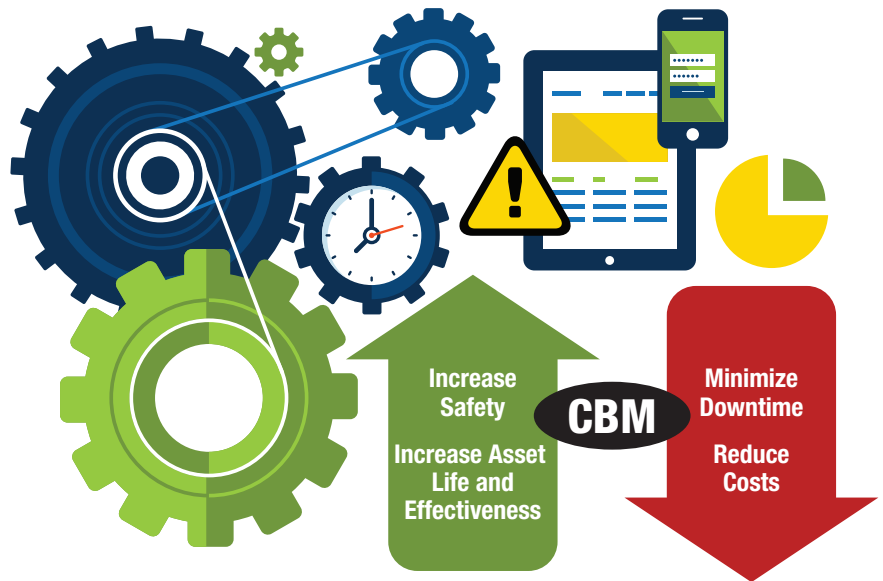 Increase
Safety
Increase Asset
Life and
Effectiveness
CBM
Minimize
Downtime
Reduce
Costs